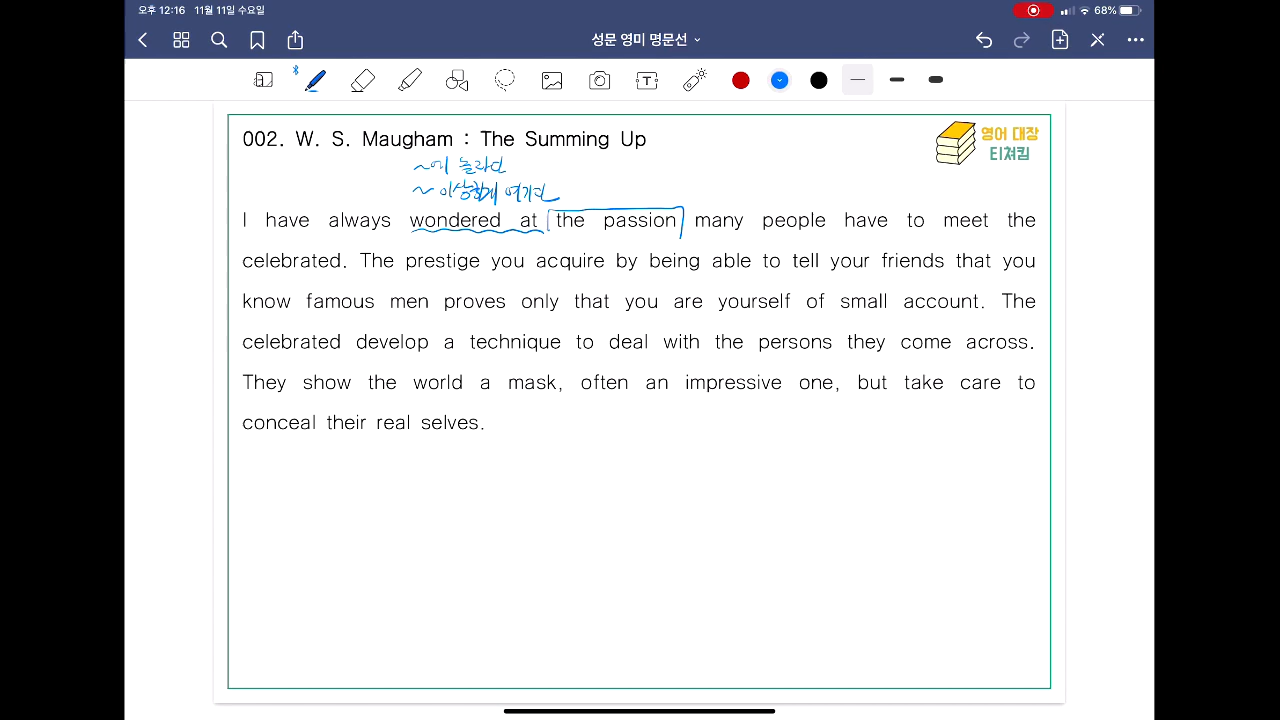 오후 12:16 11월 11일 수요일
68%
성문 영미 명문선
002. W. S. Maugham : The Summing Up
영어 대장
티쳐킴
~에 놀라다
~ 이상하게 여기다
I have always wondered at the passion many people have to meet the
celebrated. The prestige you acquire by being able to tell your friends that you
know famous men proves only that you are yourself of small account. The
celebrated develop a technique to deal with the persons they come across.
They show the world a mask, often an impressive one, but take care to
conceal their real selves.